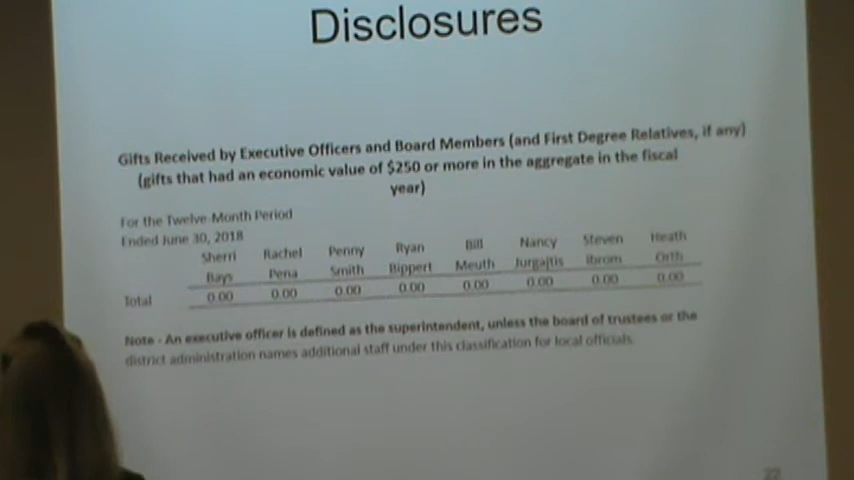 Disclosures
Gifts Received by Executive Officers and Board Members (and First Degree Relatives, if any)
(gifts that had an economic value of $250 or more in the aggregate in the fiscal
year)
For the Twelve-Month Period
Ended June 30, 2018
Sherri Rachel Penny Ryan Bill Nancy Steven Heath
Bays Pena Smith Rippert Meuth Jurgajtis Ibrom Orth
Total 0.00 0.00 0.00 0.00 0.00 0.00 0.00 0.00
Note - An executive officer is defined as the superintendent, unless the board of trustees or the
district administration names additional staff under this classification for local officials.
22